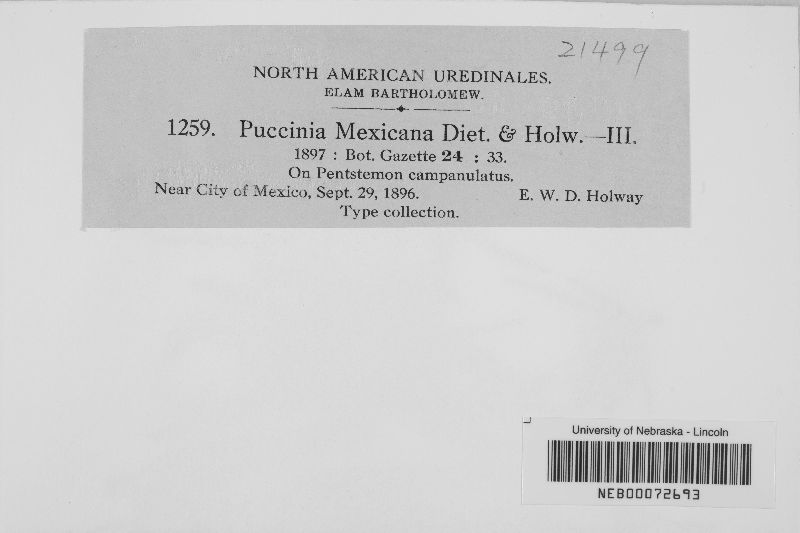 21499
NORTH AMERICAN UREDINALES.
ELAM BARTHOLOMEW.
1259. Puccinia Mexicana Diet. & Holw.—III.
1897 : Bot. Gazette 24 : 33.
On Pentstemon campanulatus.
Near City of Mexico, Sept. 29, 1896. E. W. D. Holway
Type collection.
University of Nebraska - Lincoln
NEB00072693